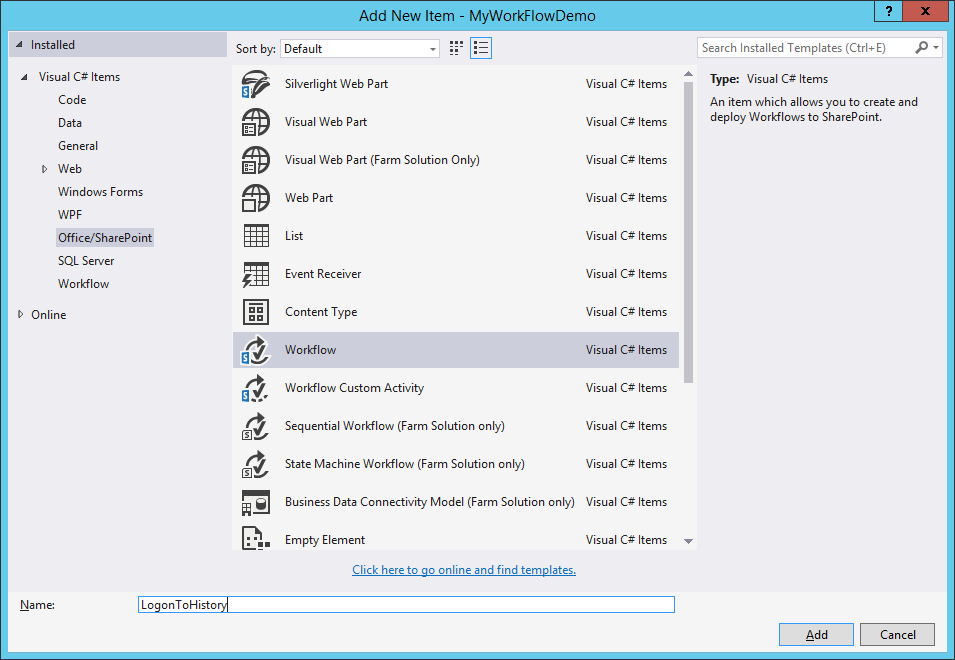 Add New Item - MyWorkFlowDemo
?
x
Installed
Visual C# Items
Code
Data
General
Web
Windows Forms
WPF
Office/SharePoint
SQL Server
Workflow
Online
Sort by: Default
Search Installed Templates (Ctrl+E)
Silverlight Web Part Visual C# Items
Visual Web Part Visual C# Items
Visual Web Part (Farm Solution Only) Visual C# Items
Web Part Visual C# Items
List Visual C# Items
Event Receiver Visual C# Items
Content Type Visual C# Items
Workflow Visual C# Items
Workflow Custom Activity Visual C# Items
Sequential Workflow (Farm Solution only) Visual C# Items
State Machine Workflow (Farm Solution only) Visual C# Items
Business Data Connectivity Model (Farm Solution only) Visual C# Items
Empty Element Visual C# Items
Click here to go online and find templates.
Type: Visual C# Items
An item which allows you to create and
deploy Workflows to SharePoint.
Name: LogonToHistory
Add Cancel